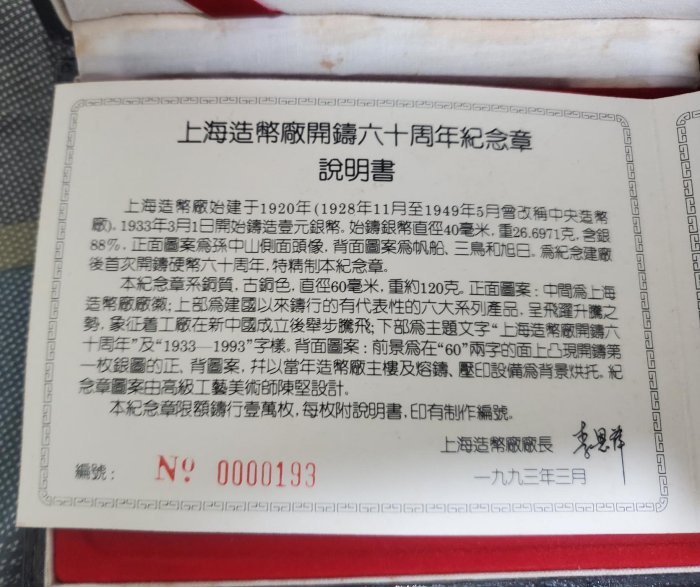 上海造幣廠開鑄六十周年紀念章
說明書
上海造幣廠始建于1920年(1928年11月至1949年5月曾改稱中央造幣
廠)，1933年3月1日開始鑄造壹元銀幣。始鑄銀幣直徑40毫米，重26.6971克，含銀
88%，正面圖案爲孫中山側面頭像，背面圖案爲帆船、三鳥和旭日。爲紀念建廠
後首次開鑄硬幣六十周年，特精制本紀念章。
本紀念章系銅質，古銅色，直徑60毫米，重約120克。正面圖案：中間爲上海
造幣廠廠徽；上部爲建國以來鑄行的有代表性的六大系列產品，呈飛躍升騰之
勢，象征着工廠在新中國成立後舉步騰飛；下部爲主題文字“上海造幣廠開鑄六
十周年”及“1933—1993”字樣。背面圖案：前景爲在“60”兩字的面上凸現開鑄第
一枚銀圓的正、背圖案，幷以當年造幣廠主樓及熔鑄、壓印設備爲背景烘托。紀
念章圖案由高級工藝美術師陳堅設計。
本紀念章限額鑄行壹萬枚，每枚附說明書，印有制作編號。
上海造幣廠廠長
編號： Nº 0000193 一九九三年三月